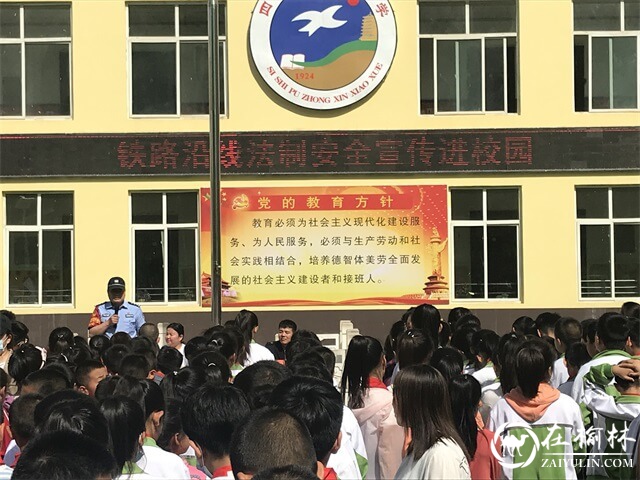 四
学
SI SHI PU ZHONG XIN XIAO XUE
1924
铁路沿线法制安全宣传进校园
党的教育方针
教育必须为社会主义现代化建设服
务、为人民服务，必须与生产劳动和社
会实践相结合，培养德智体美劳全面发
展的社会主义建设者和接班人。
在榆林
ZAIYULIN.COM